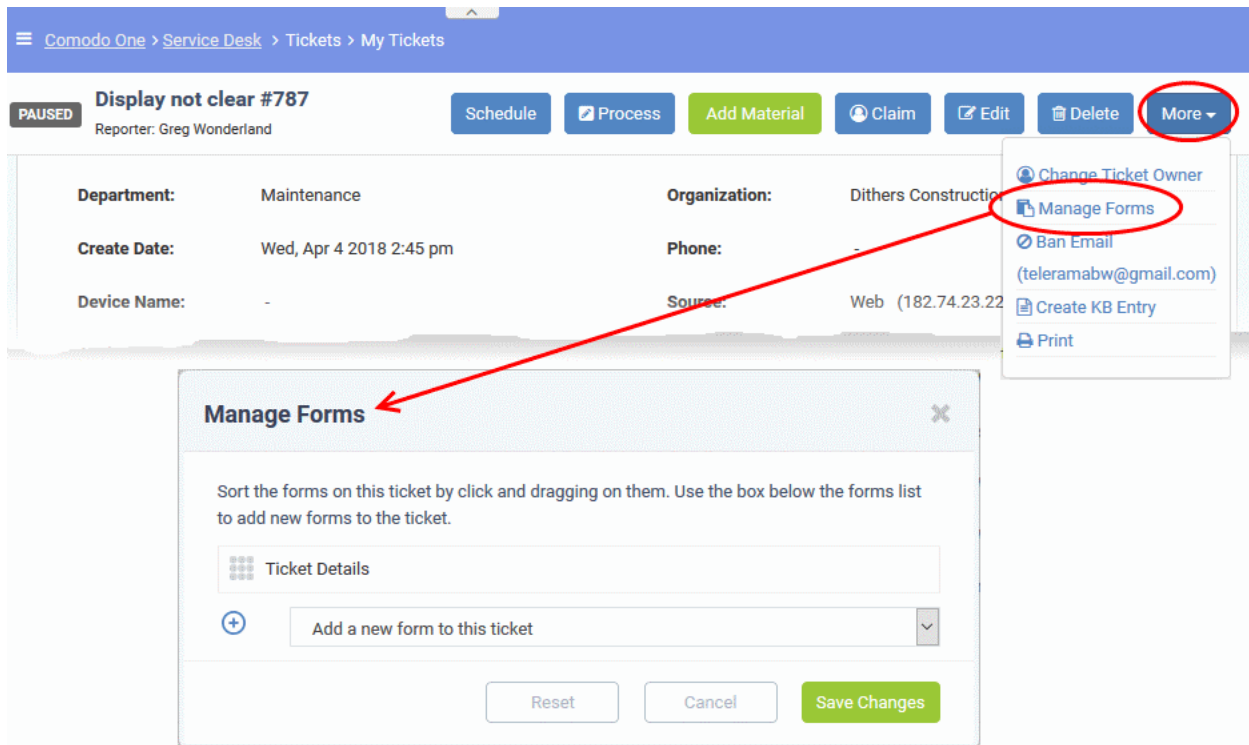 Comodo One > Service Desk > Tickets > My Tickets
PAUSED
Display not clear #787
Reporter: Greg Wonderland
Schedule
Process
Add Material
Claim
Edit
Delete
More
Change Ticket Owner
Manage Forms
Ban Email
(teleramabw@gmail.com)
Create KB Entry
Print
Department: Maintenance
Organization: Dithers Construction
Create Date: Wed, Apr 4 2018 2:45 pm
Phone: -
Device Name: -
Source: Web (182.74.23.22
Manage Forms
Sort the forms on this ticket by click and dragging on them. Use the box below the forms list
to add new forms to the ticket.
Ticket Details
Add a new form to this ticket
Reset
Cancel
Save Changes